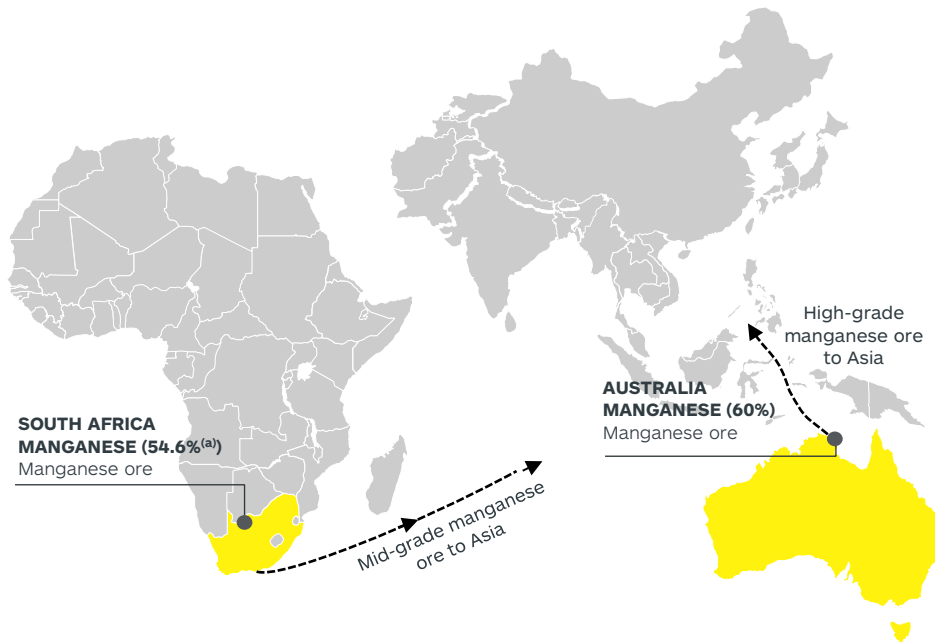 High-grade
manganese ore
to Asia
AUSTRALIA
MANGANESE (60%)
Manganese ore
SOUTH AFRICA
MANGANESE (54.6%(a))
Manganese ore
Mid-grade manganese
ore to Asia